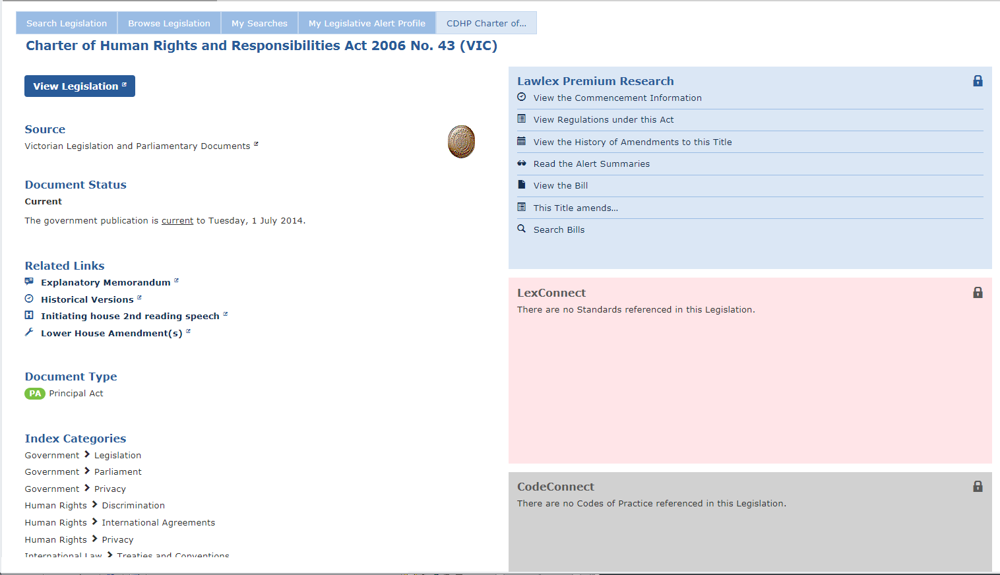 Search Legislation
Browse Legislation
My Searches
My Legislative Alert Profile
CDHP Charter of...
Charter of Human Rights and Responsibilities Act 2006 No. 43 (VIC)
View Legislation
Source
Victorian Legislation and Parliamentary Documents
Document Status
Current
The government publication is current to Tuesday, 1 July 2014.
Related Links
Explanatory Memorandum
Historical Versions
Initiating house 2nd reading speech
Lower House Amendment(s)
Document Type
PA Principal Act
Index Categories
Government > Legislation
Government > Parliament
Government > Privacy
Human Rights > Discrimination
Human Rights > International Agreements
Human Rights > Privacy
International Law > Treaties and Conventions
Lawlex Premium Research
View the Commencement Information
View Regulations under this Act
View the History of Amendments to this Title
Read the Alert Summaries
View the Bill
This Title amends...
Search Bills
LexConnect
There are no Standards referenced in this Legislation.
CodeConnect
There are no Codes of Practice referenced in this Legislation.